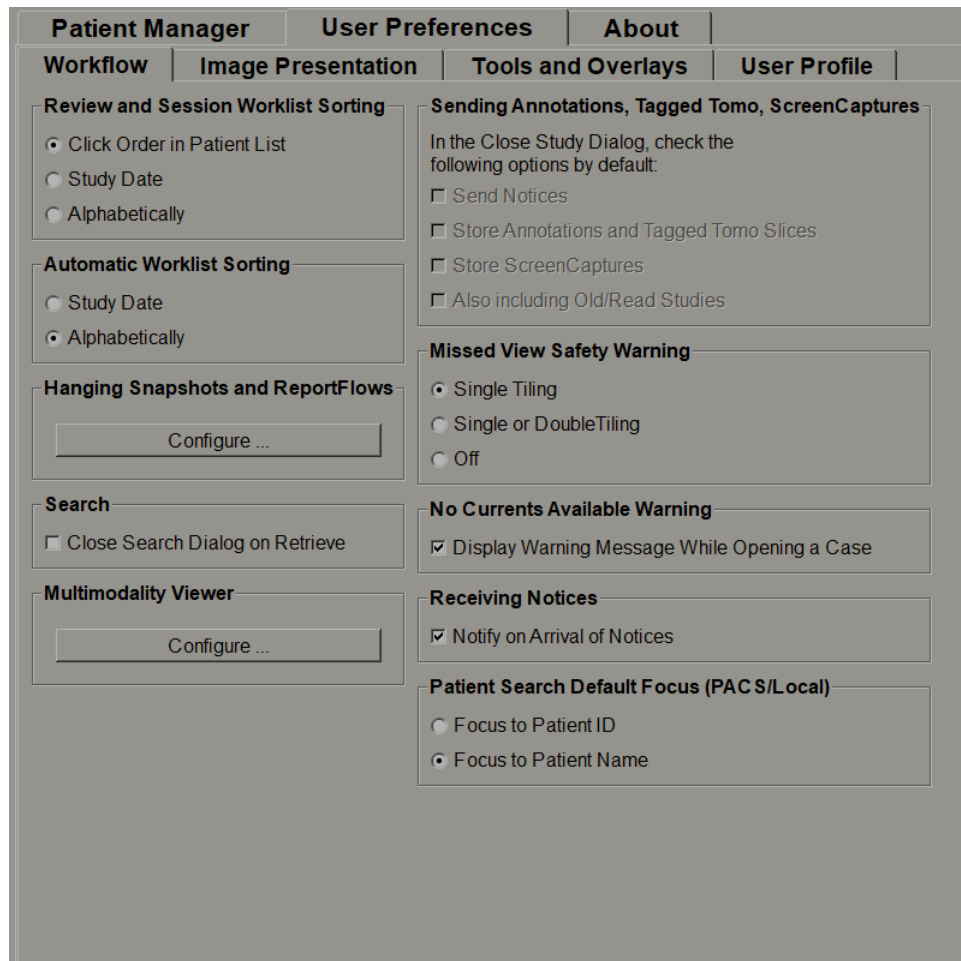 Patient Manager User Preferences About
Workflow Image Presentation Tools and Overlays User Profile
Review and Session Worklist Sorting
Click Order in Patient List
Study Date
Alphabetically
Automatic Worklist Sorting
Study Date
Alphabetically
Hanging Snapshots and ReportFlows
Configure ...
Search
Close Search Dialog on Retrieve
Multimodality Viewer
Configure ...
Sending Annotations, Tagged Tomo, ScreenCaptures
In the Close Study Dialog, check the
following options by default:
Send Notices
Store Annotations and Tagged Tomo Slices
Store ScreenCaptures
Also including Old/Read Studies
Missed View Safety Warning
Single Tiling
Single or DoubleTiling
Off
No Currents Available Warning
Display Warning Message While Opening a Case
Receiving Notices
Notify on Arrival of Notices
Patient Search Default Focus (PACS/Local)
Focus to Patient ID
Focus to Patient Name